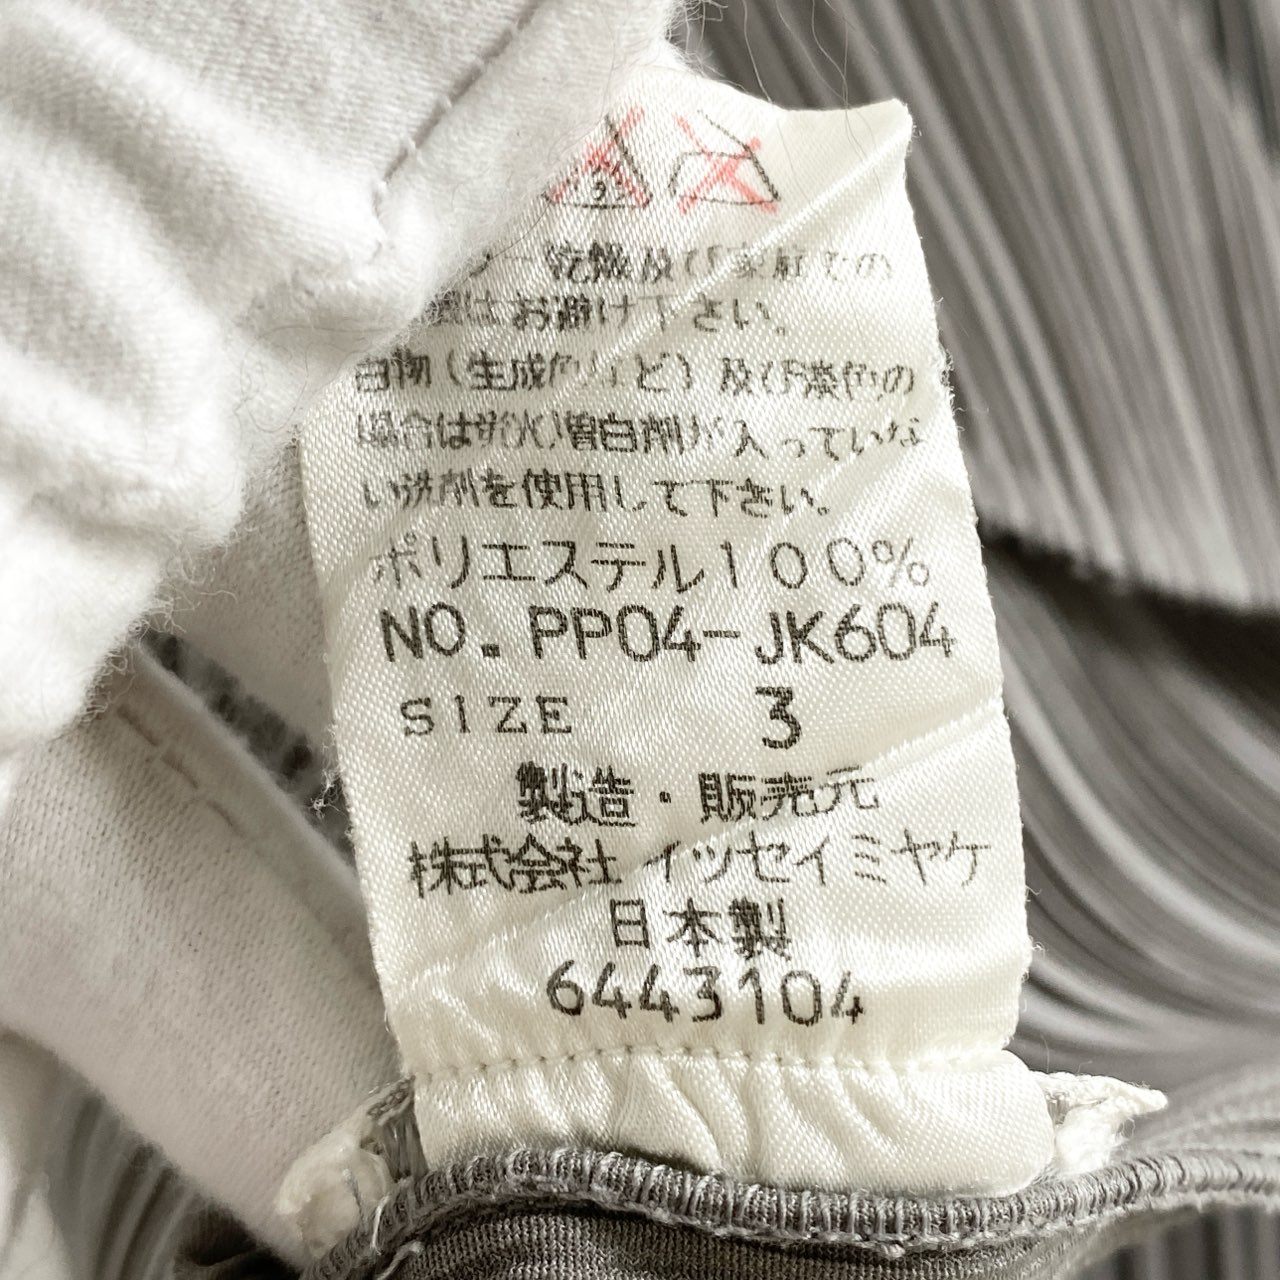 乾燥及び家庭での
はお避け下さい。
白物(生成色など)及び淡色の
場合は蛍光増白剤が入っていな
い洗剤を使用して下さい。
ポリエステル100%
NO. PP04-JK604
SIZE 3
製造・販売元
株式会社 イッセイミヤケ
日本製
6443104